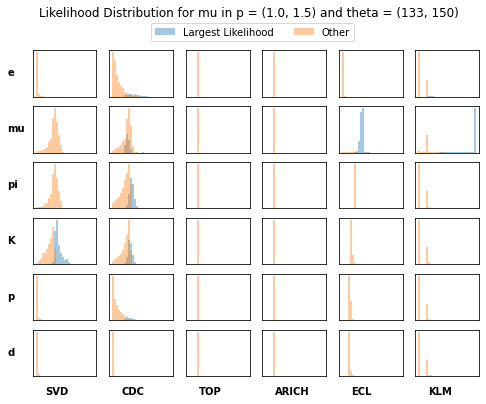 Likelihood Distribution for mu in p = (1.0, 1.5) and theta = (133, 150)
Largest Likelihood Other
e
mu
pi
K
p
d
SVD CDC TOP ARICH ECL KLM